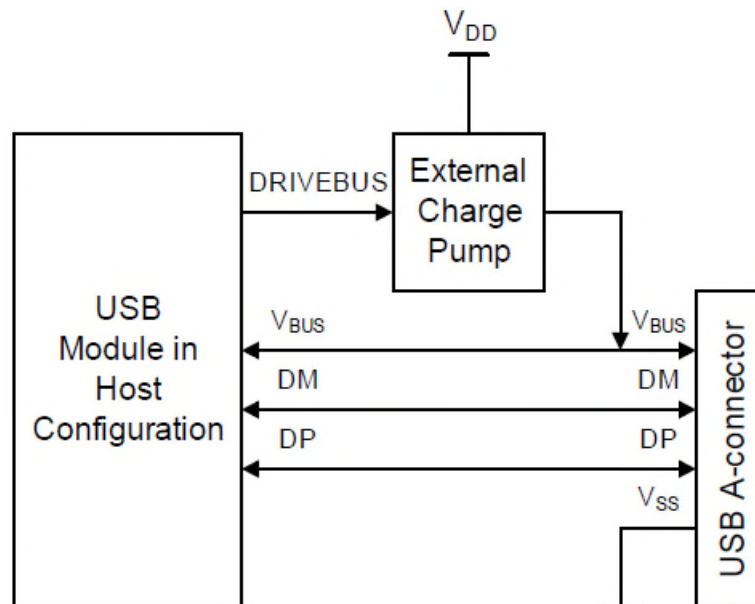 VDD
DRIVEBUS
External
Charge
Pump
USB
Module in
Host
Configuration
VBUS
VBUS
DM
DM
DP
DP
VSS
USB A-connector